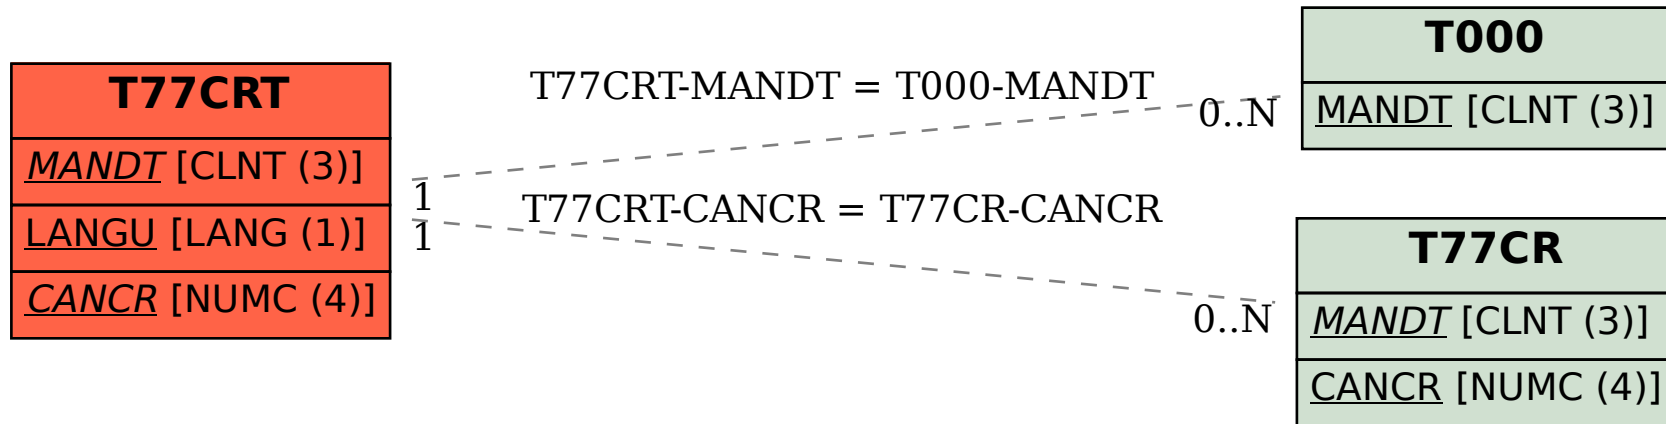 T77CRT
MANDT [CLNT (3)]
LANGU [LANG (1)]
CANCR [NUMC (4)]
T77CRT-MANDT = T000-MANDT
1
0..N
T77CRT-CANCR = T77CR-CANCR
1
0..N
T000
MANDT [CLNT (3)]
T77CR
MANDT [CLNT (3)]
CANCR [NUMC (4)]